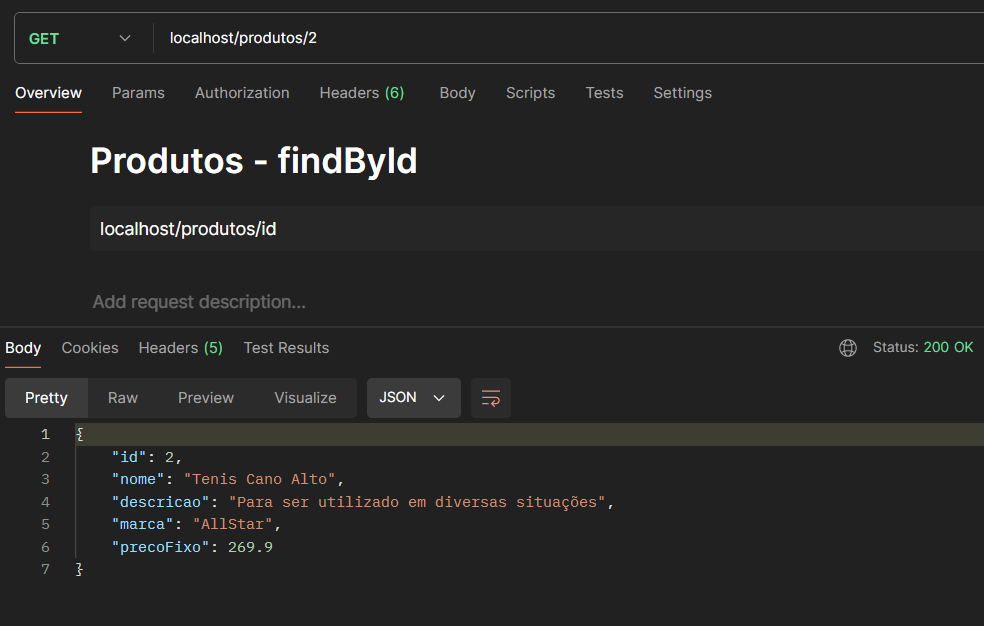 GET localhost/produtos/2
Overview Params Authorization Headers (6) Body Scripts Tests Settings
Produtos - findById
localhost/produtos/id
Add request description...
Body Cookies Headers (5) Test Results Status: 200 OK
Pretty Raw Preview Visualize JSON
1 {
2 "id": 2,
3 "nome": "Tenis Cano Alto",
4 "descricao": "Para ser utilizado em diversas situações",
5 "marca": "AllStar",
6 "precoFixo": 269.9
7 }